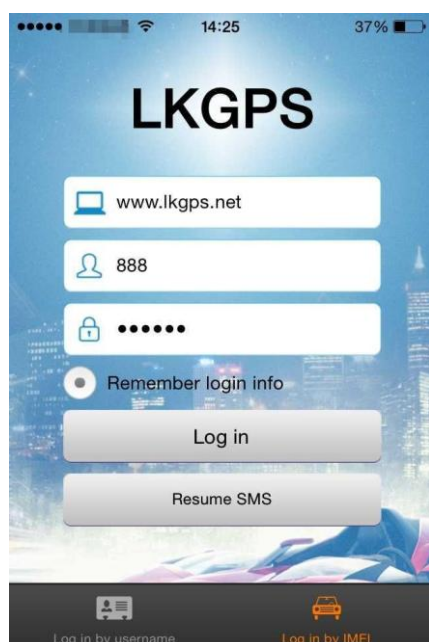 14:25 37%
LKGPS
www.lkgps.net
888
••••••
Remember login info
Log in
Resume SMS
Log in by username Log in by IMEI